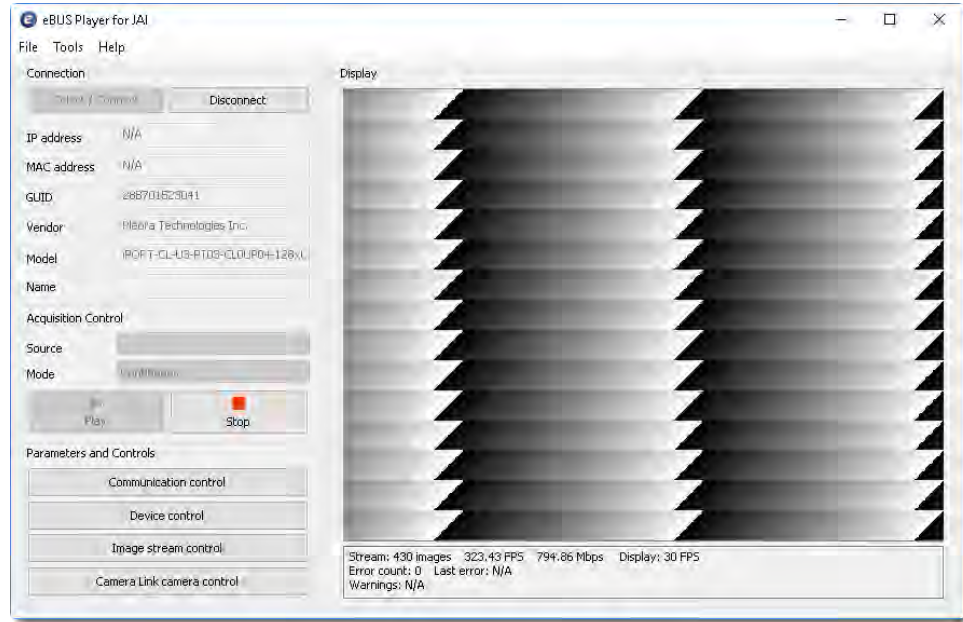 eBUS Player for JAI
File Tools Help
Connection
Disconnect
IP address N/A
MAC address N/A
GUID
Vendor Technologies Inc.
Model
Name
Acquisition Control
Source
Mode
Play
Stop
Parameters and Controls
Communication control
Device control
Image stream control
Camera Link camera control
Display
Stream: 430 images 323.43 FPS 794.86 Mbps Display: 30 FPS
Error count: 0 Last error: N/A
Warnings: N/A